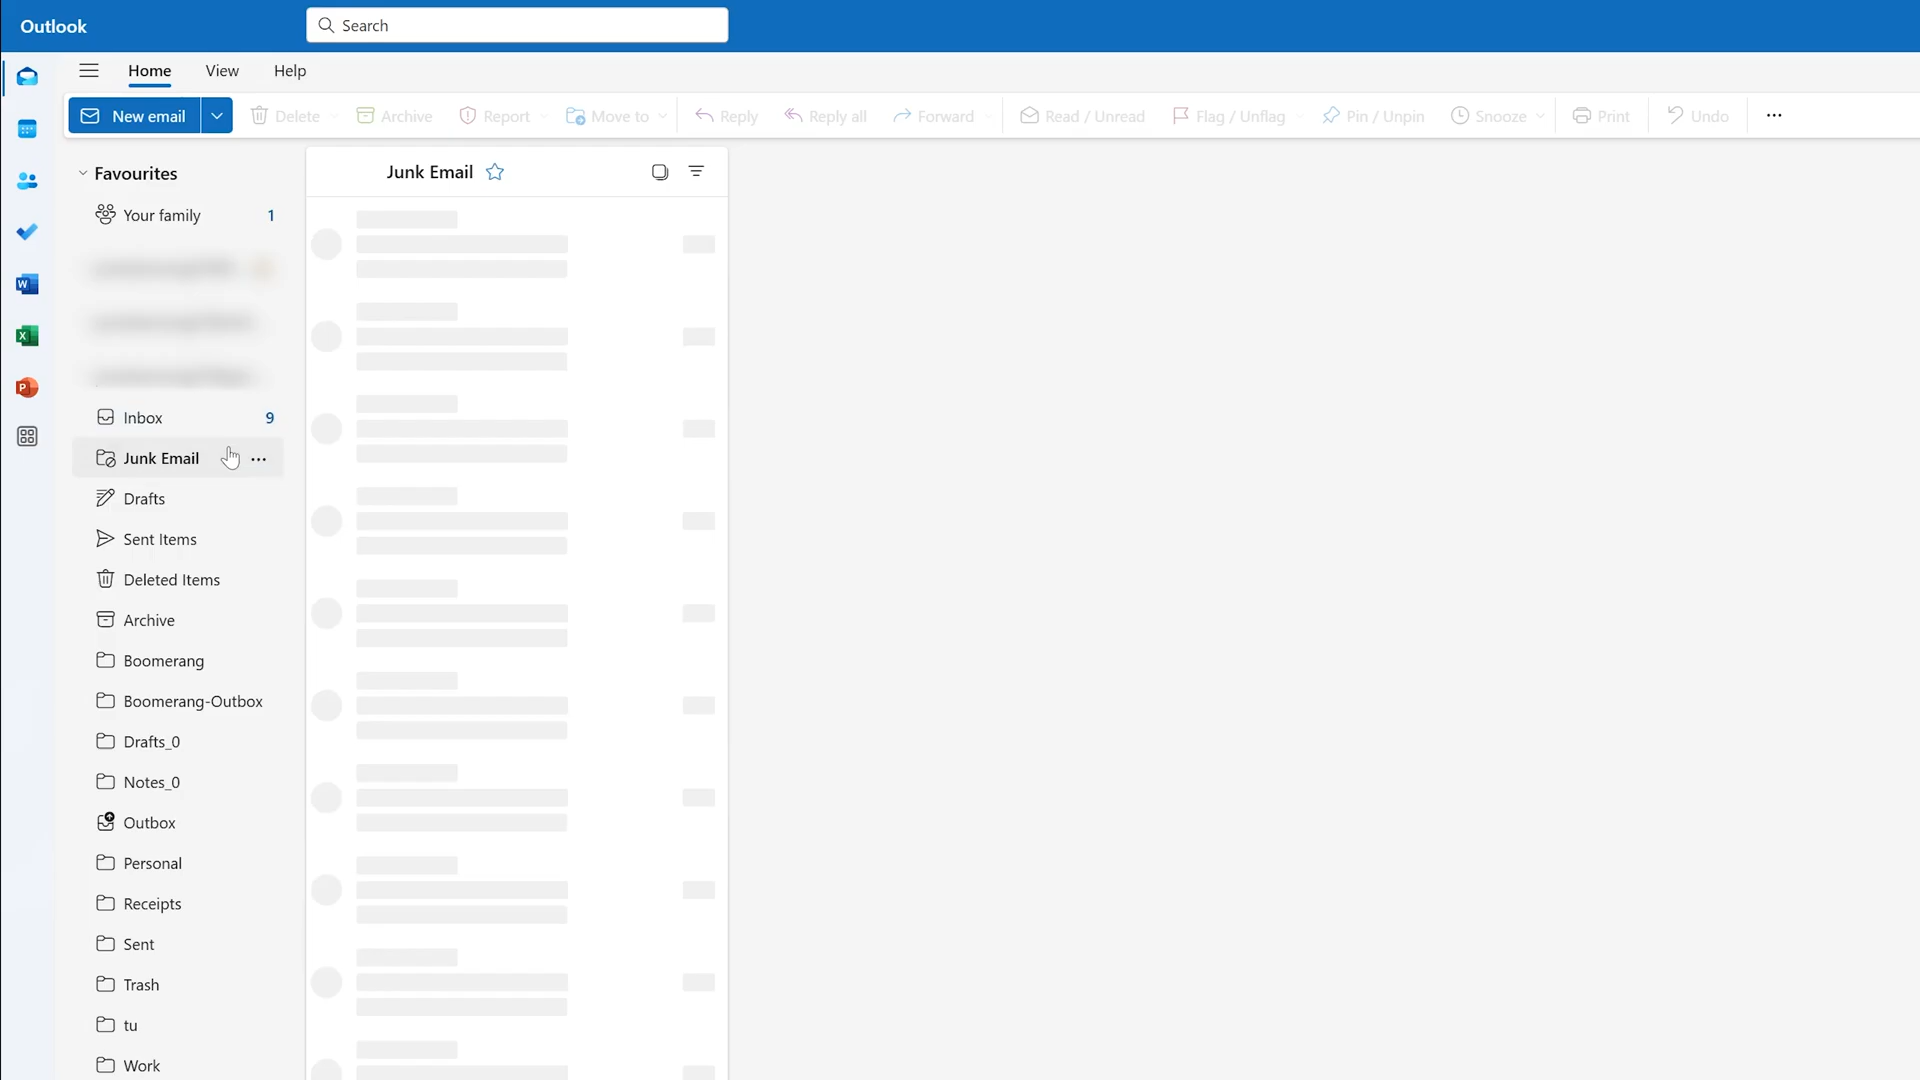 Outlook
Search
Home View Help
New email Delete Archive Report Move to Reply Reply all Forward Read / Unread Flag / Unflag Pin / Unpin Snooze Print Undo ...
Favourites
Your family 1
Inbox 9
Junk Email ...
Drafts
Sent Items
Deleted Items
Archive
Boomerang
Boomerang-Outbox
Drafts_0
Notes_0
Outbox
Personal
Receipts
Sent
Trash
tu
Work
Junk Email